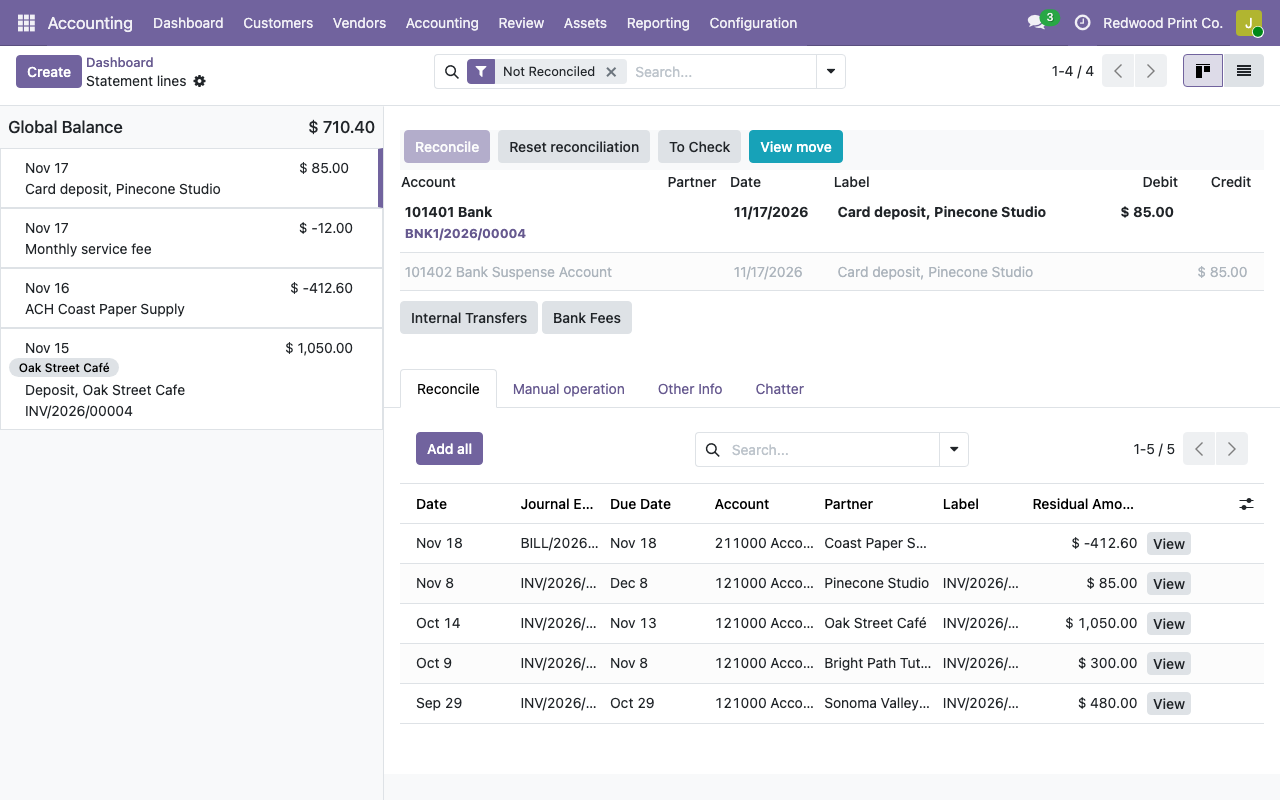 Accounting Dashboard Customers Vendors Accounting Review Assets Reporting Configuration 3 Redwood Print Co. J
Create Dashboard
Statement lines
Not Reconciled Search...
1-4 / 4
Global Balance $ 710.40
Nov 17 $ 85.00
Card deposit, Pinecone Studio
Nov 17 $ -12.00
Monthly service fee
Nov 16 $ -412.60
ACH Coast Paper Supply
Nov 15 $ 1,050.00
Oak Street Café
Deposit, Oak Street Cafe
INV/2026/00004
Reconcile Reset reconciliation To Check View move
Account Partner Date Label Debit Credit
101401 Bank 11/17/2026 Card deposit, Pinecone Studio $ 85.00
BNK1/2026/00004
101402 Bank Suspense Account 11/17/2026 Card deposit, Pinecone Studio $ 85.00
Internal Transfers Bank Fees
Reconcile Manual operation Other Info Chatter
Add all Search... 1-5 / 5
Date Journal E... Due Date Account Partner Label Residual Amo...
Nov 18 BILL/2026... Nov 18 211000 Acco... Coast Paper S... $ -412.60 View
Nov 8 INV/2026/... Dec 8 121000 Acco... Pinecone Studio INV/2026/... $ 85.00 View
Oct 14 INV/2026/... Nov 13 121000 Acco... Oak Street Café INV/2026/... $ 1,050.00 View
Oct 9 INV/2026/... Nov 8 121000 Acco... Bright Path Tut... INV/2026/... $ 300.00 View
Sep 29 INV/2026/... Oct 29 121000 Acco... Sonoma Valley... INV/2026/... $ 480.00 View